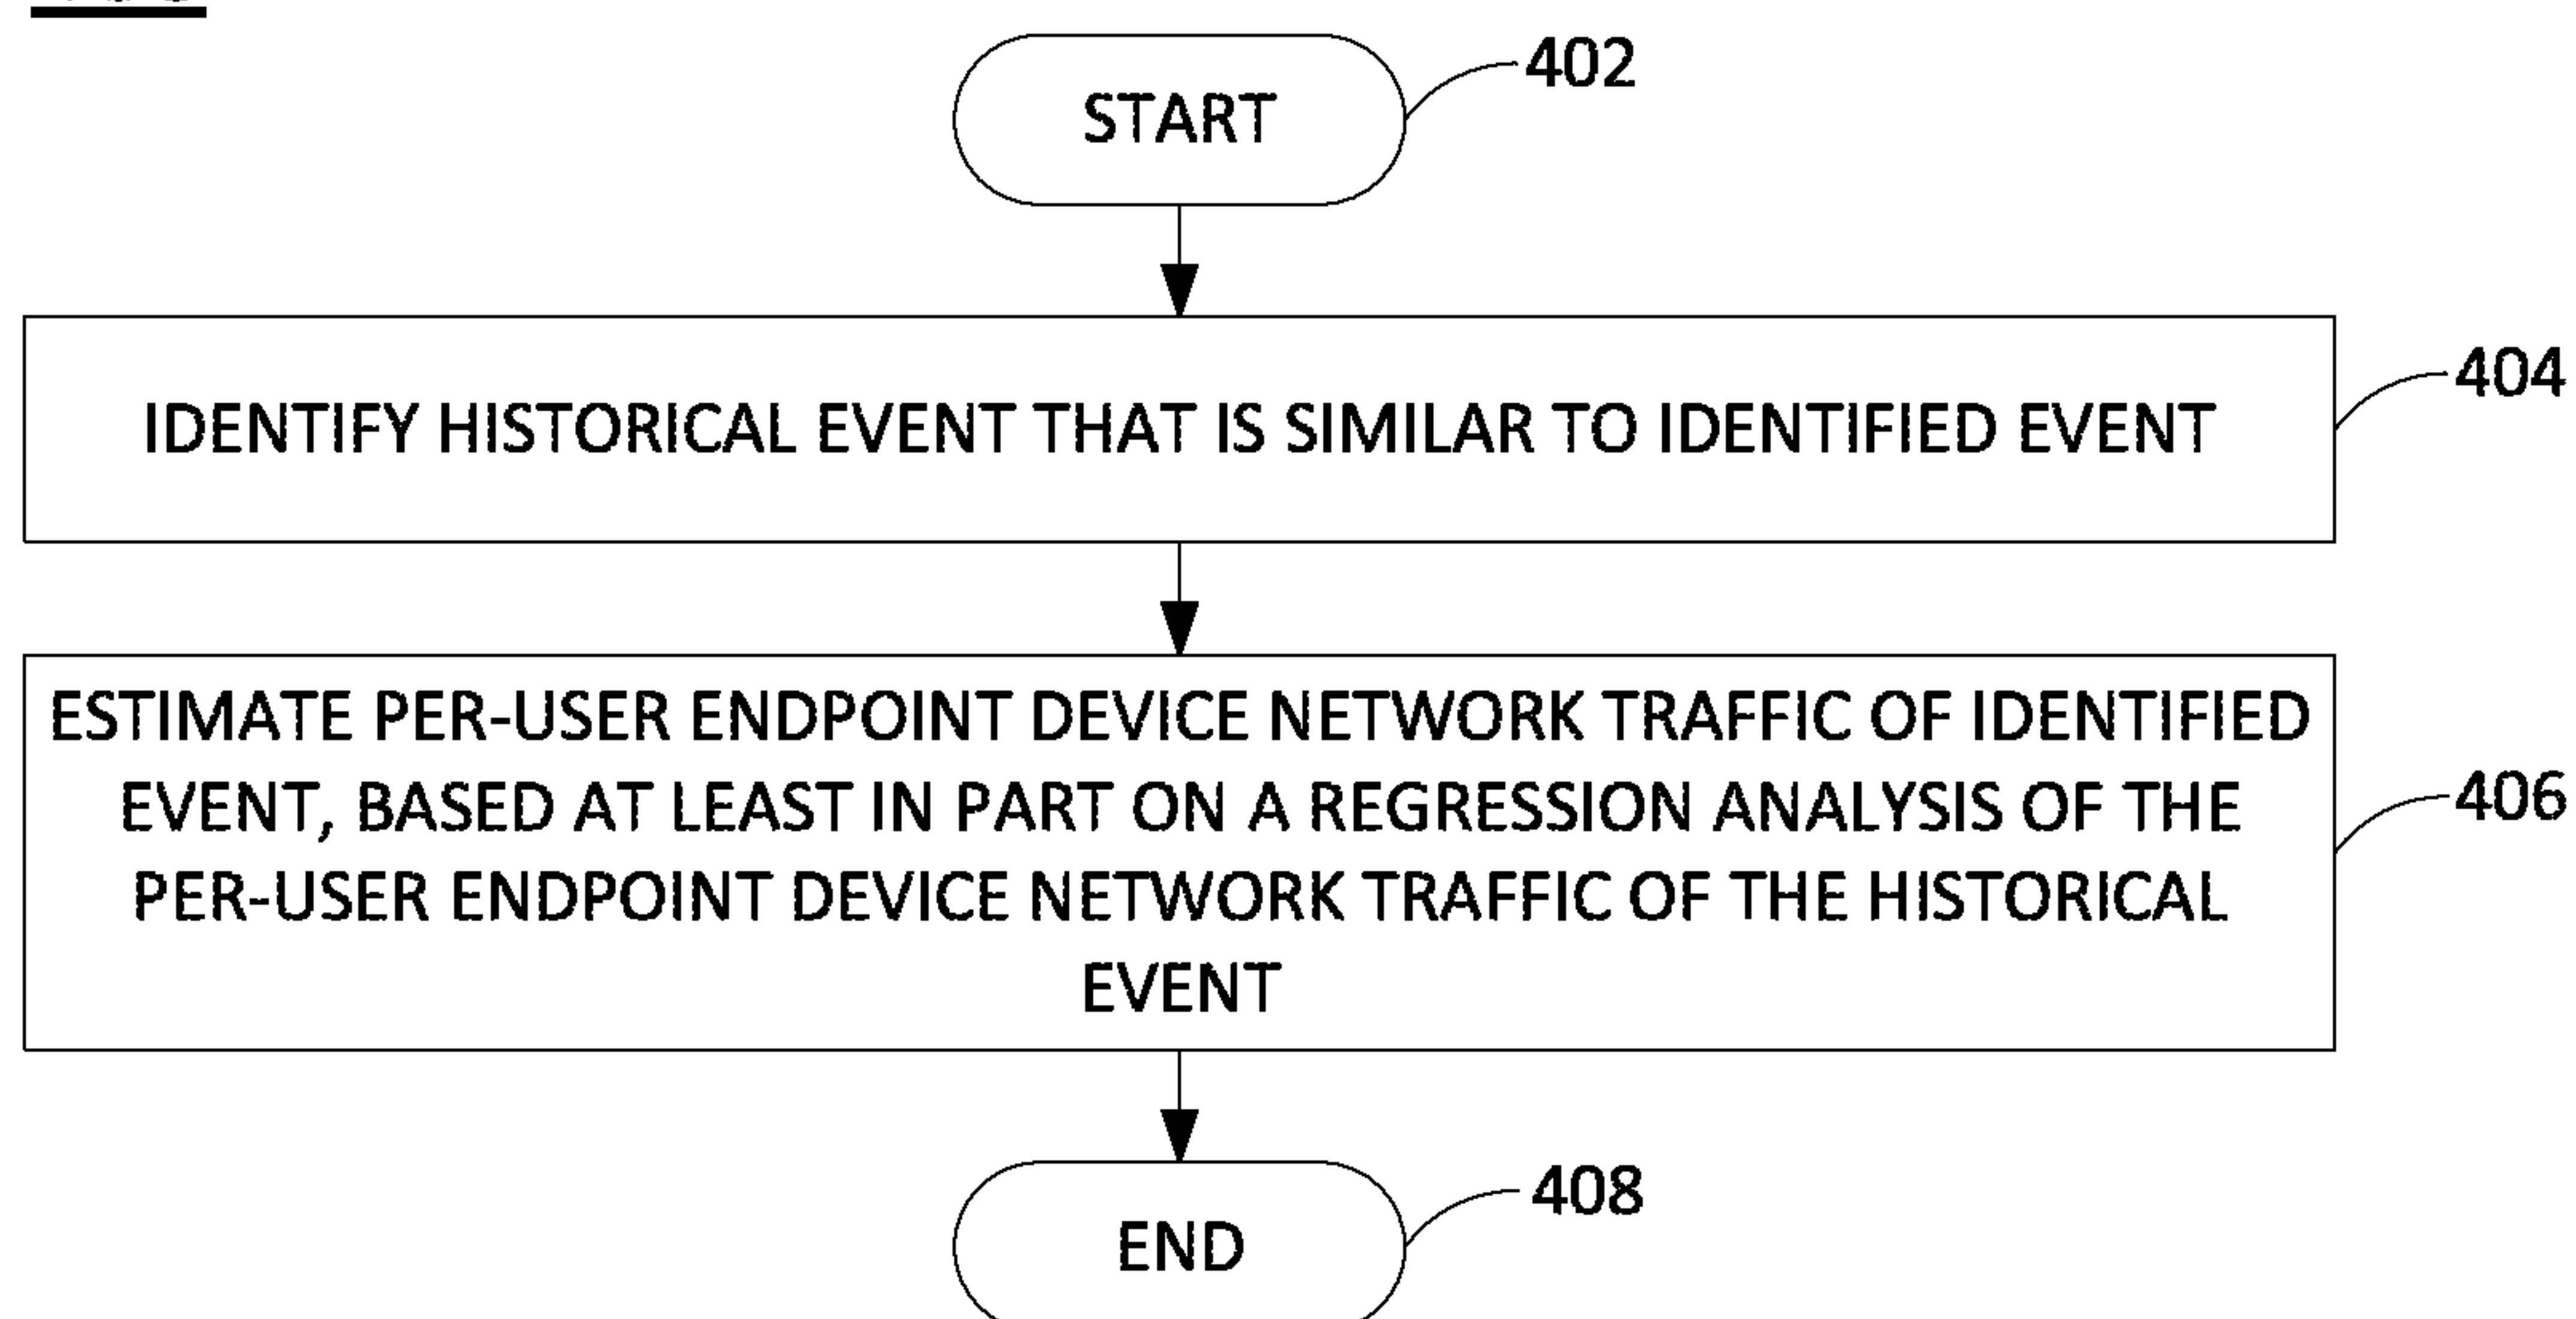 START
402
IDENTIFY HISTORICAL EVENT THAT IS SIMILAR TO IDENTIFIED EVENT
404
ESTIMATE PER-USER ENDPOINT DEVICE NETWORK TRAFFIC OF IDENTIFIED
EVENT, BASED AT LEAST IN PART ON A REGRESSION ANALYSIS OF THE
PER-USER ENDPOINT DEVICE NETWORK TRAFFIC OF THE HISTORICAL
EVENT
406
END
408